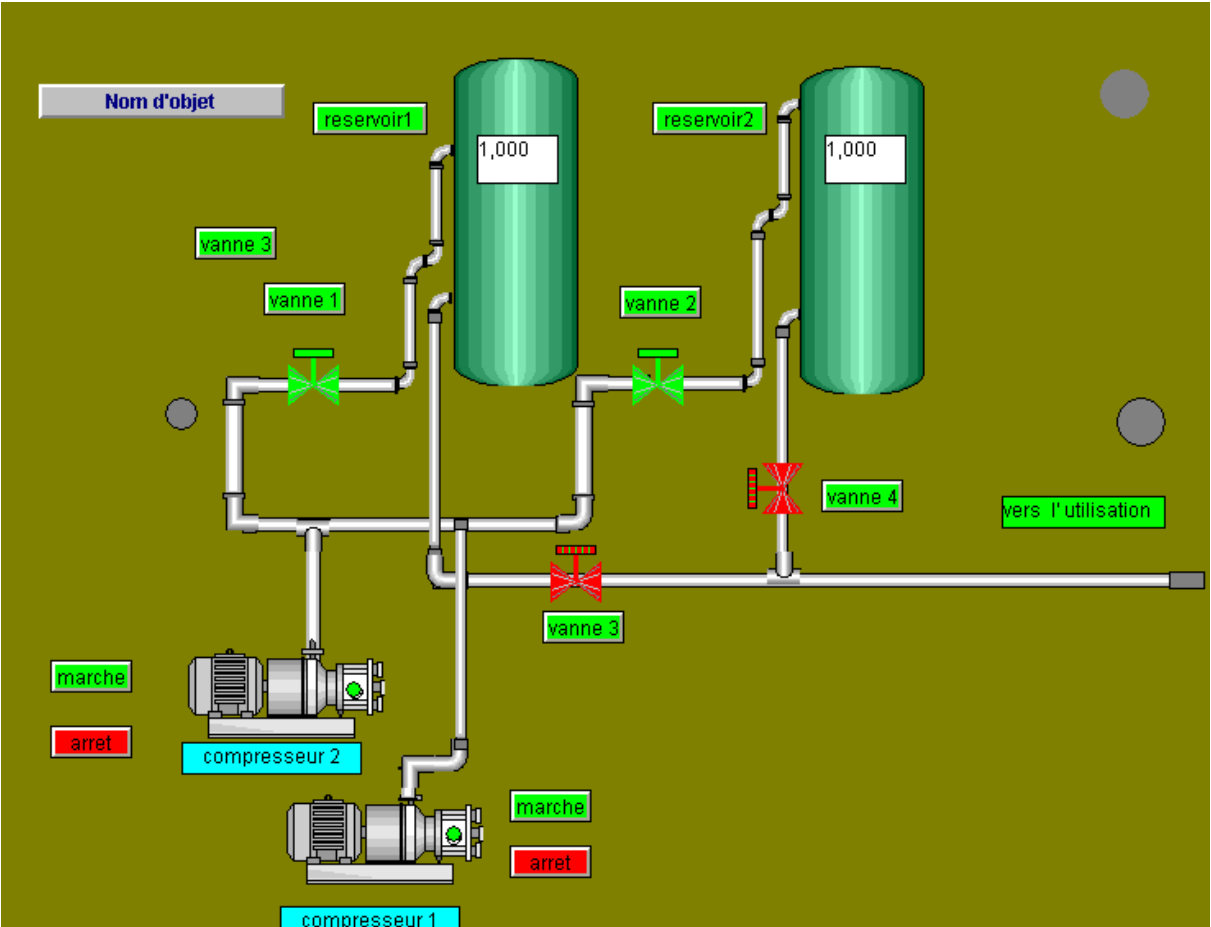 Nom d'objet
reservoir1
reservoir2
1,000
1,000
vanne 3
vanne 1
vanne 2
vanne 4
vers l' utilisation
vanne 3
marche
arret
compresseur 2
marche
arret
compresseur 1